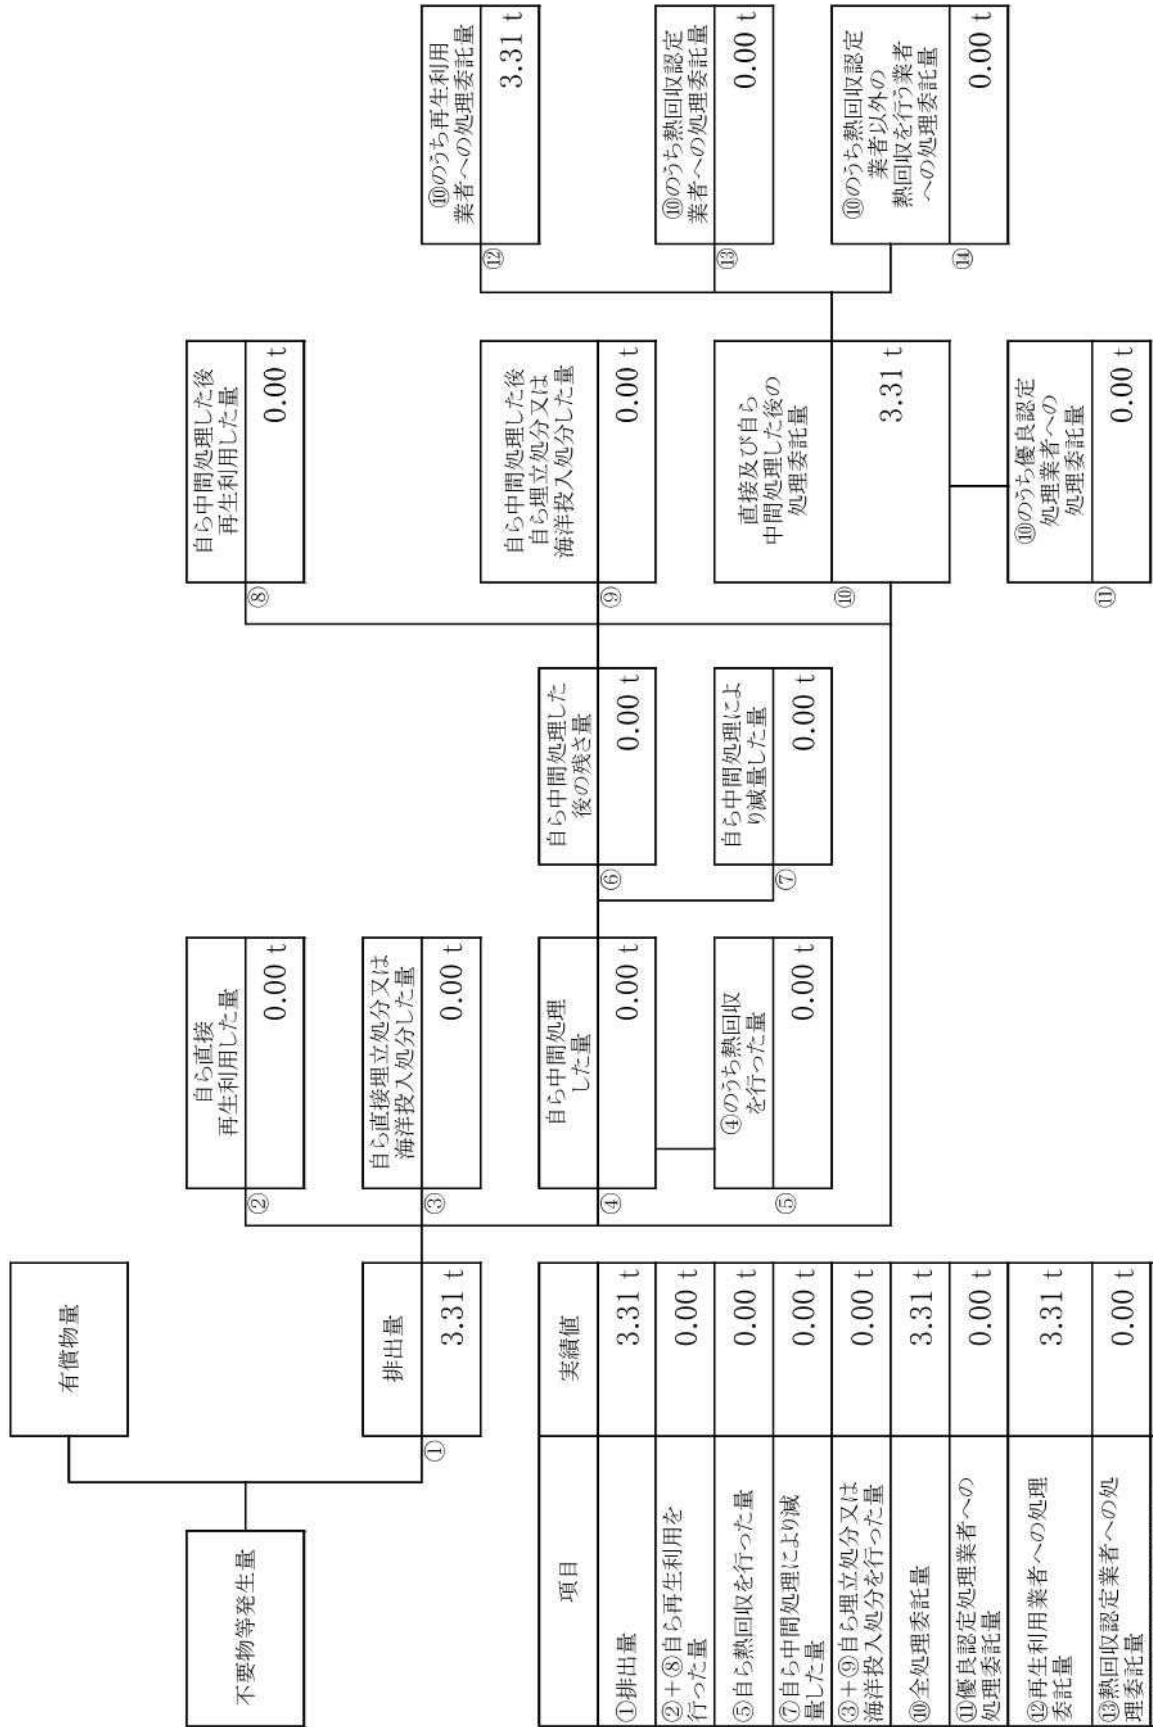 有償物量
不要物等発生量
①
排出量
3.31 t
②
自ら直接
再生利用した量
0.00 t
③
自ら直接埋立処分又は
海洋投入処分した量
0.00 t
④
自ら中間処理
した量
0.00 t
⑤
④のうち熱回収
を行った量
0.00 t
⑥
自ら中間処理した
後の残さ量
0.00 t
⑦
自ら中間処理によ
り減量した量
0.00 t
⑧
自ら中間処理した後
再生利用した量
0.00 t
⑨
自ら中間処理した後
自ら埋立処分又は
海洋投入処分した量
0.00 t
⑩
直接及び自ら
中間処理した後の
処理委託量
3.31 t
⑪
⑩のうち優良認定
処理業者への
処理委託量
0.00 t
⑫
⑩のうち再生利用
業者への処理委託量
3.31 t
⑬
⑩のうち熱回収認定
業者への処理委託量
0.00 t
⑭
⑩のうち熱回収認定
業者以外の
熱回収を行う業者
への処理委託量
0.00 t
項目
実績値
①排出量
3.31 t
②+⑧自ら再生利用を
行った量
0.00 t
⑤自ら熱回収を行った量
0.00 t
⑦自ら中間処理により減
量した量
0.00 t
③+⑨自ら埋立処分又は
海洋投入処分を行った量
0.00 t
⑩全処理委託量
3.31 t
⑪優良認定処理業者への
処理委託量
0.00 t
⑫再生利用業者への処理
委託量
3.31 t
⑬熱回収認定業者への処
理委託量
0.00 t